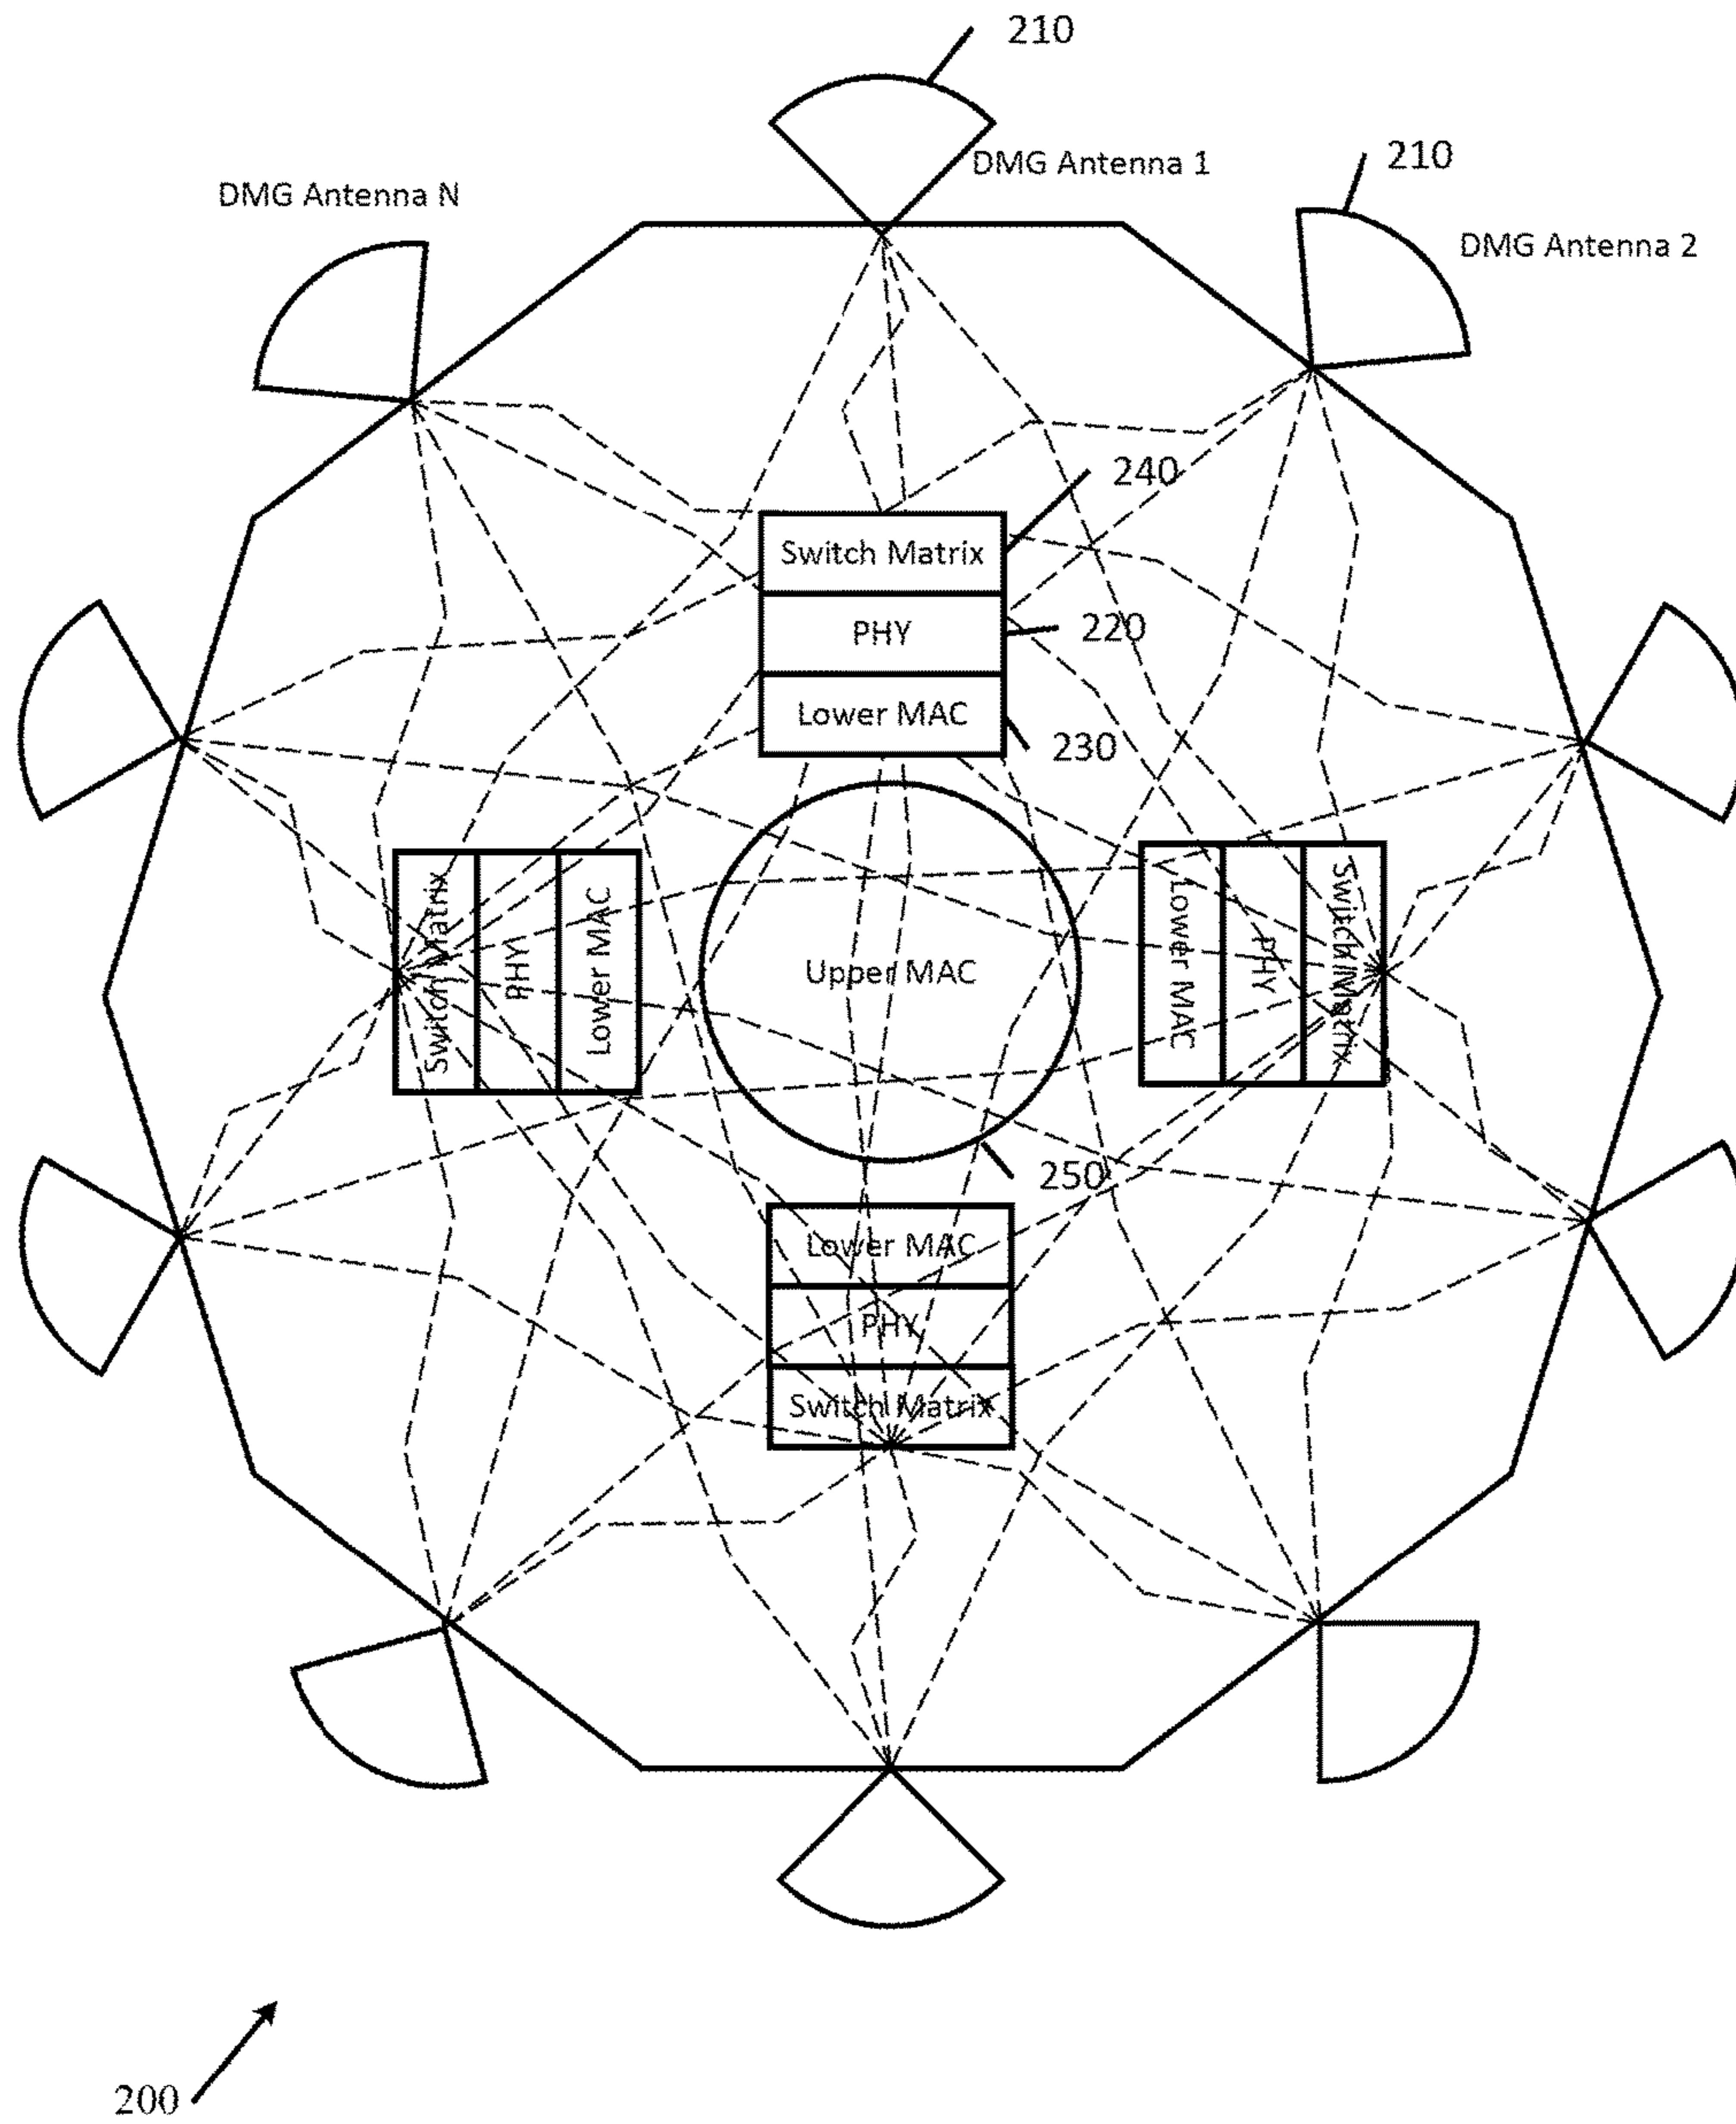 210
DMG Antenna 1
210
DMG Antenna N
DMG Antenna 2
240
Switch Matrix
PHY
220
Lower MAC
230
Switch Matrix
PHY
Lower MAC
Upper MAC
Lower MAC
PHY
Switch Matrix
250
Lower MAC
PHY
Switch Matrix
200